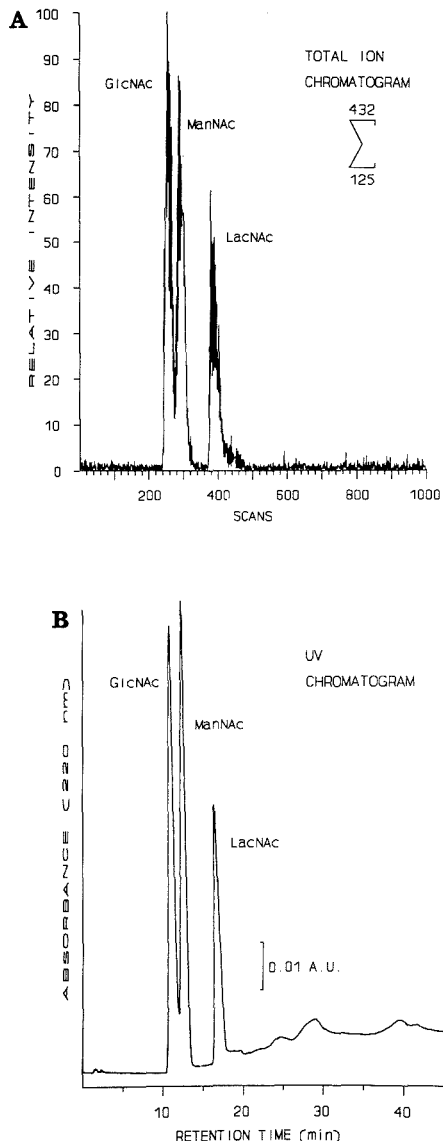 A
TOTAL ION
CHROMATOGRAM
432
∑
125
GlcNAc
ManNAc
LacNAc
RELATIVE INTENSITY
100
90
80
70
60
50
40
30
20
10
0
200 400 600 800 1000
SCANS
B
UV
CHROMATOGRAM
GlcNAc
ManNAc
LacNAc
0.01 A.U.
ABSORBANCE (220 nm)
10 20 30 40
RETENTION TIME (min)